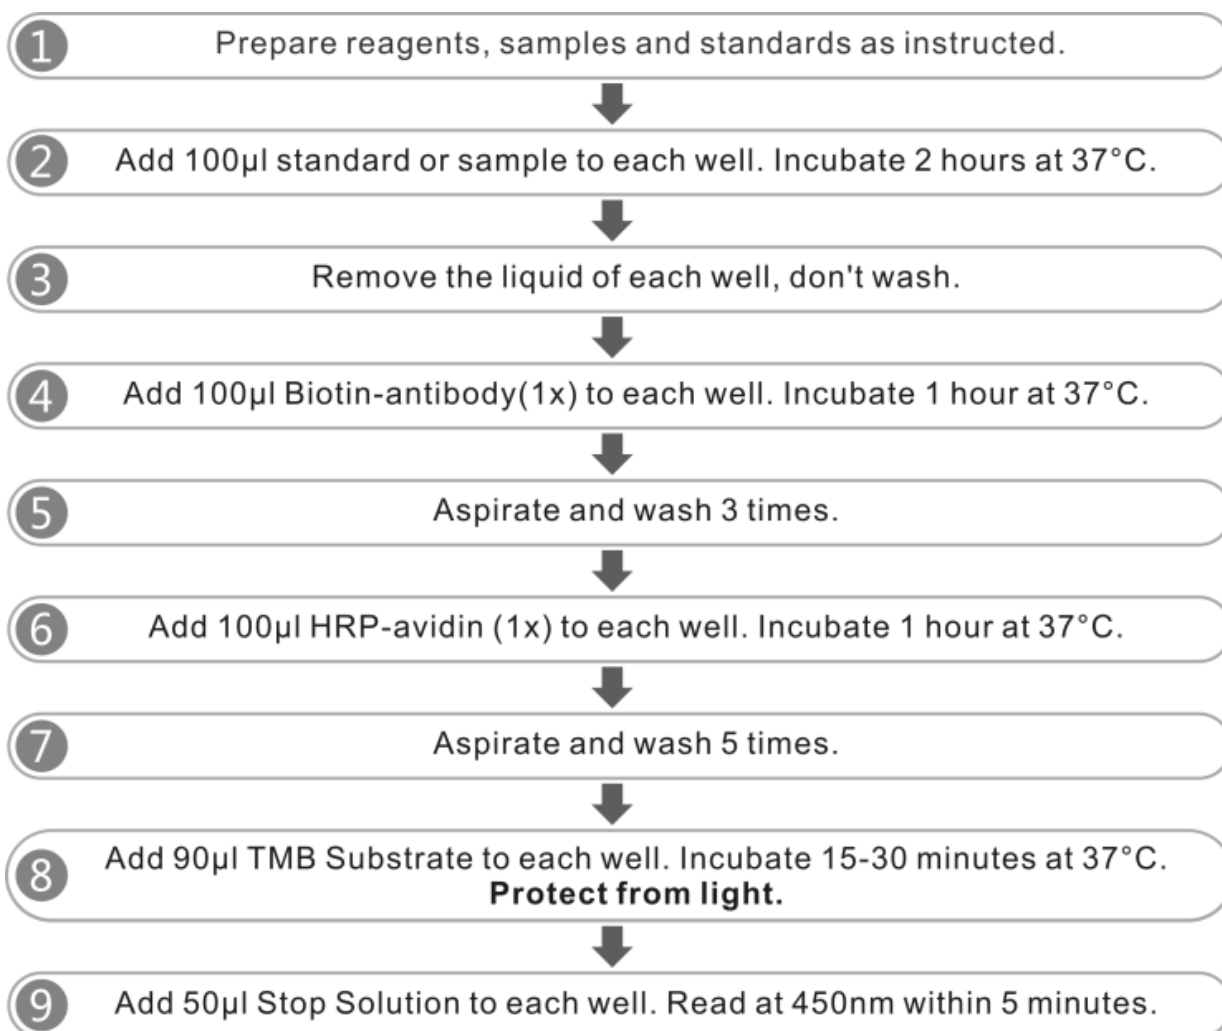 1 Prepare reagents, samples and standards as instructed.
2 Add 100µl standard or sample to each well. Incubate 2 hours at 37°C.
3 Remove the liquid of each well, don't wash.
4 Add 100µl Biotin-antibody(1x) to each well. Incubate 1 hour at 37°C.
5 Aspirate and wash 3 times.
6 Add 100µl HRP-avidin (1x) to each well. Incubate 1 hour at 37°C.
7 Aspirate and wash 5 times.
8 Add 90µl TMB Substrate to each well. Incubate 15-30 minutes at 37°C.
Protect from light.
9 Add 50µl Stop Solution to each well. Read at 450nm within 5 minutes.